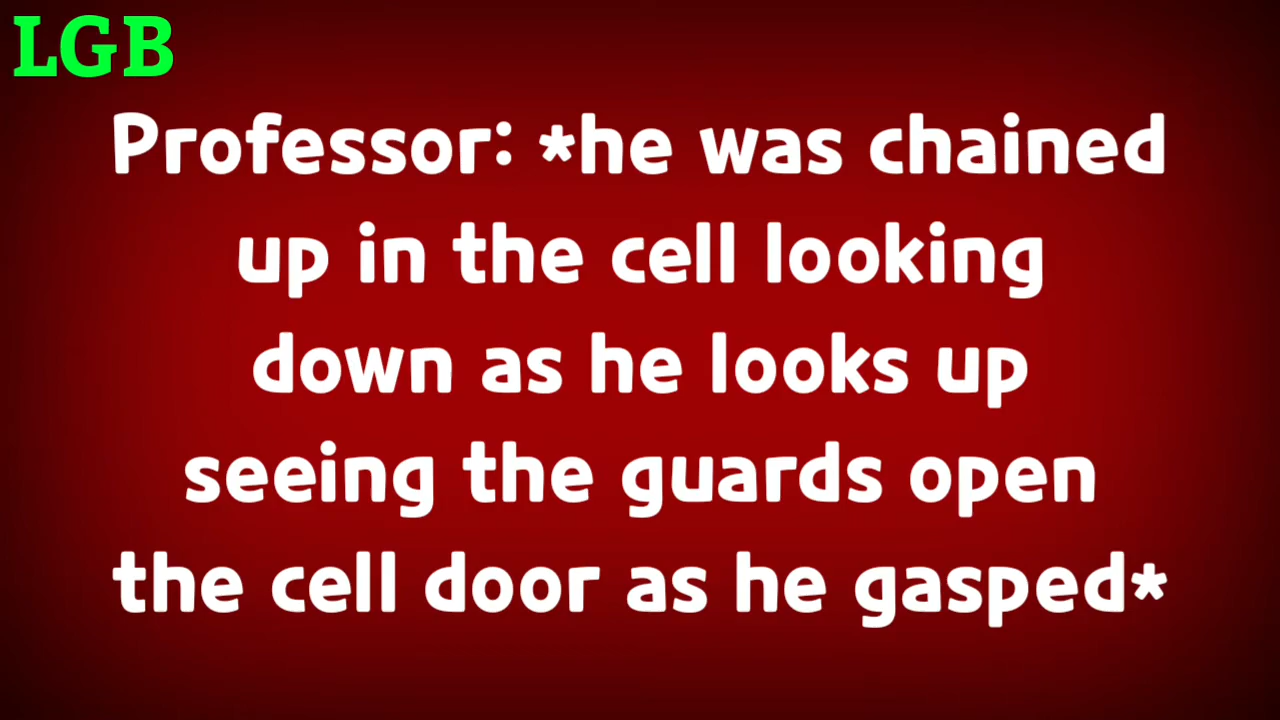 LGB
Professor: *he was chained
up in the cell looking
down as he looks up
seeing the guards open
the cell door as he gasped*